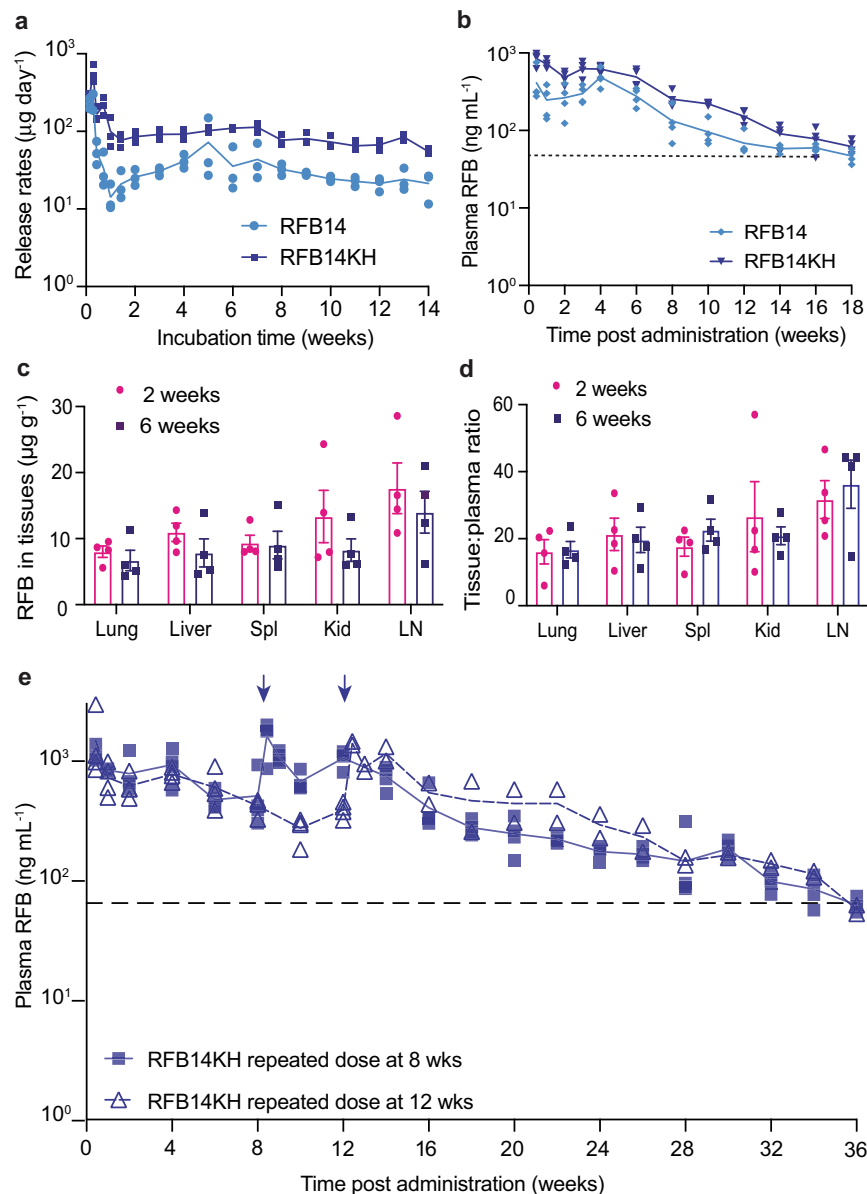 a
Release rates (µg day⁻¹)
10³
10²
10¹
10⁰
RFB14
RFB14KH
0 2 4 6 8 10 12 14
Incubation time (weeks)
b
Plasma RFB (ng mL⁻¹)
10⁴
10³
10²
10¹
10⁰
RFB14
RFB14KH
0 2 4 6 8 10 12 14 16 18
Time post administration (weeks)
c
RFB in tissues (µg g⁻¹)
30
20
10
0
2 weeks
6 weeks
Lung Liver Spl Kid LN
d
Tissue:plasma ratio
60
40
20
0
2 weeks
6 weeks
Lung Liver Spl Kid LN
e
Plasma RFB (ng mL⁻¹)
10³
10²
10¹
10⁰
RFB14KH repeated dose at 8 wks
RFB14KH repeated dose at 12 wks
0 4 8 12 16 20 24 28 32 36
Time post administration (weeks)